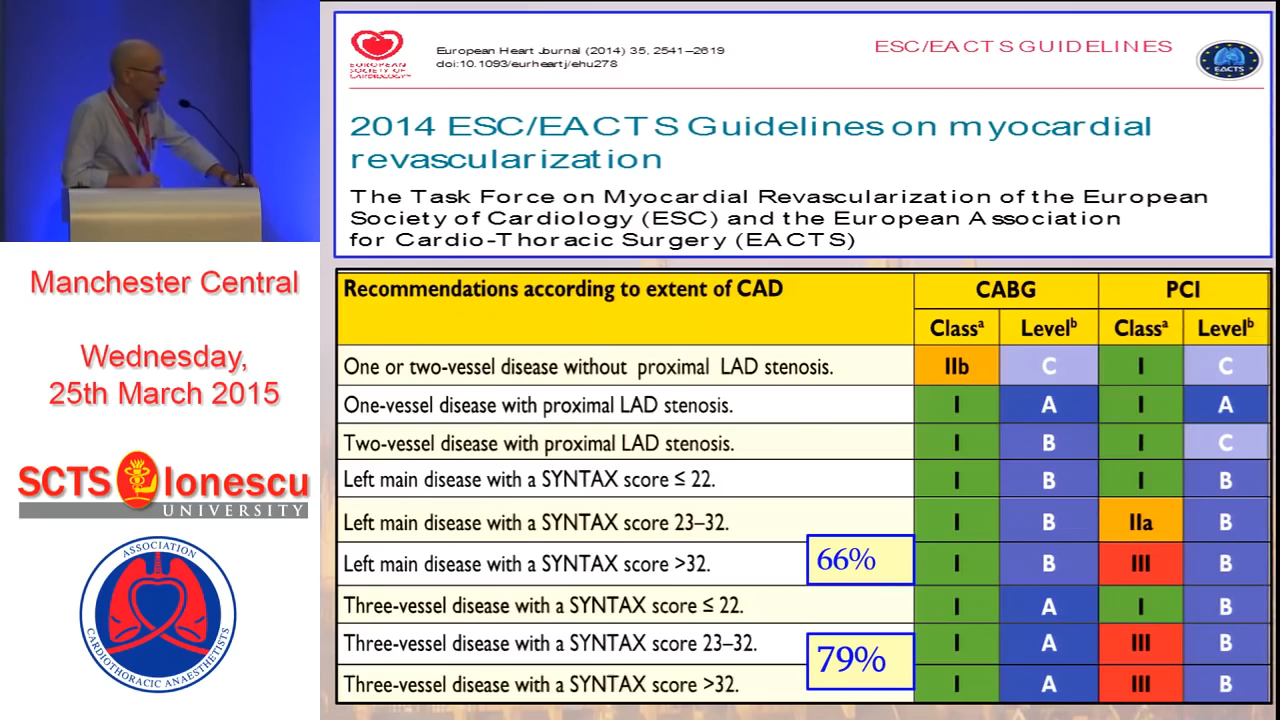 Manchester Central
Wednesday,
25th March 2015
SCTS Ionescu
UNIVERSITY
ASSOCIATION
CARDIOTHORACIC ANAESTHETISTS
EUROPEAN
SOCIETY OF
CARDIOLOGY
European Heart Journal (2014) 35, 2541–2619
doi:10.1093/eurheartj/ehu278
ESC/EACTS GUIDELINES
EACTS
2014 ESC/EACTS Guidelines on myocardial
revascularization
The Task Force on Myocardial Revascularization of the European
Society of Cardiology (ESC) and the European Association
for Cardio-Thoracic Surgery (EACTS)
Recommendations according to extent of CAD CABG PCI
Classa Levelb Classa Levelb
One or two-vessel disease without proximal LAD stenosis. IIb C I C
One-vessel disease with proximal LAD stenosis. I A I A
Two-vessel disease with proximal LAD stenosis. I B I C
Left main disease with a SYNTAX score ≤ 22. I B I B
Left main disease with a SYNTAX score 23–32. I B IIa B
Left main disease with a SYNTAX score >32. 66% I B III B
Three-vessel disease with a SYNTAX score ≤ 22. I A I B
Three-vessel disease with a SYNTAX score 23–32. I A III B
79%
Three-vessel disease with a SYNTAX score >32. I A III B